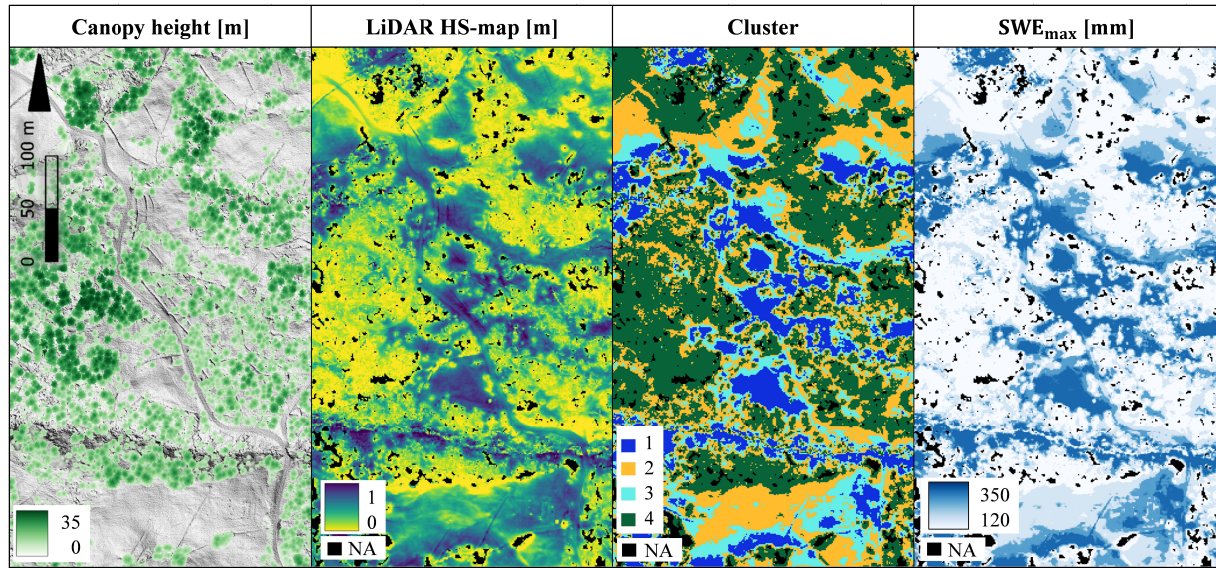 Canopy height [m]
LiDAR HS-map [m]
Cluster
SWEmax [mm]
0 50 100 m
35
0
1
0
NA
1
2
3
4
NA
350
120
NA